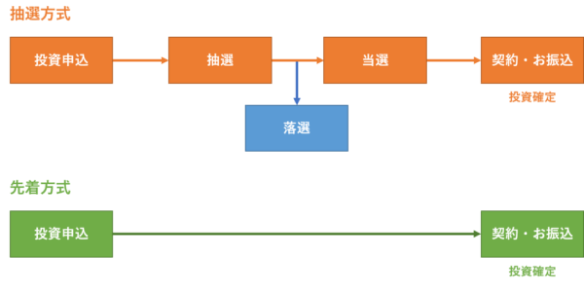 抽選方式
投資申込
抽選
当選
契約・お振込
投資確定
落選
先着方式
投資申込
契約・お振込
投資確定